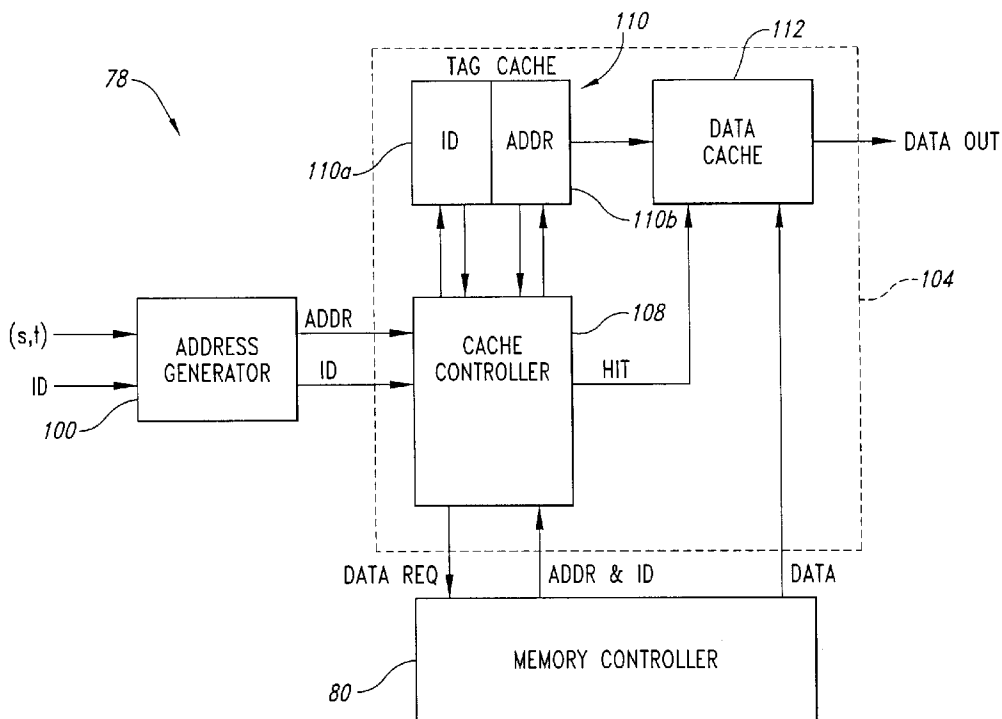 110
112
TAG CACHE
78
ID
ADDR
DATA
CACHE
DATA OUT
110a
110b
104
(s,t)
ADDR
108
ADDRESS
GENERATOR
CACHE
CONTROLLER
HIT
ID
ID
100
DATA REQ
ADDR & ID
DATA
MEMORY CONTROLLER
80